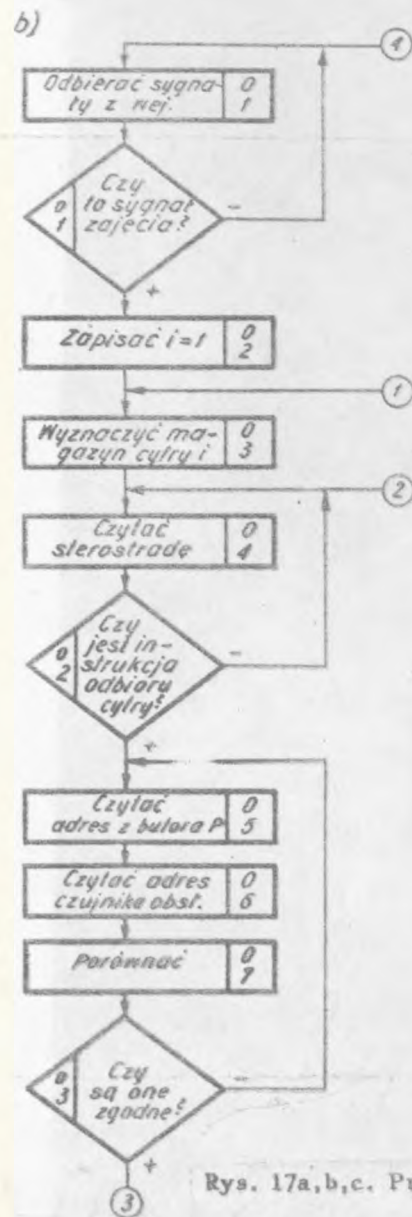 b)
4
Odbierać sygna-
ły z rej.
0
1
Czy
to sygnał
zajęcia?
0
1
-
+
Zapisać i=1
0
2
1
Wyznaczyć ma-
gazyn cyfry i
0
3
2
Czytać
sterostradę
0
4
Czy
jest in-
strukcja
odbioru
cyfry?
0
2
-
+
Czytać
adres z bufora P
0
5
Czytać adres
czujnika obsł.
0
6
Porównać
0
7
Czy
są one
zgodne?
0
3
-
+
3
Rys. 17a,b,c.